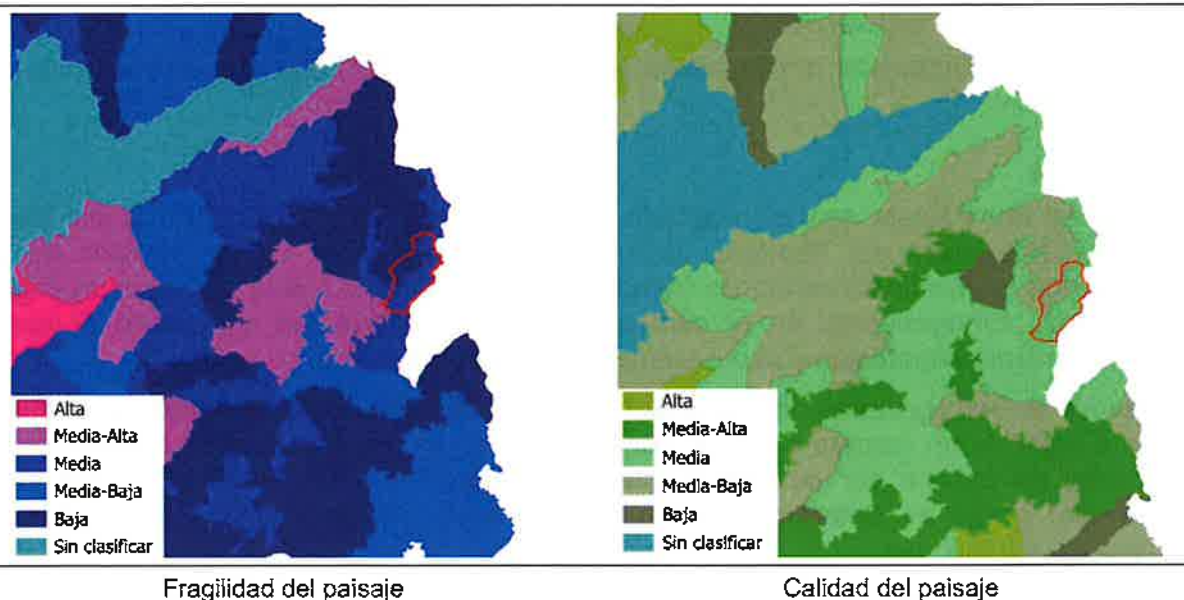 Alta
Media-Alta
Media
Media-Baja
Baja
Sin clasificar
Alta
Media-Alta
Media
Media-Baja
Baja
Sin clasificar
Fragilidad del paisaje
Calidad del paisaje